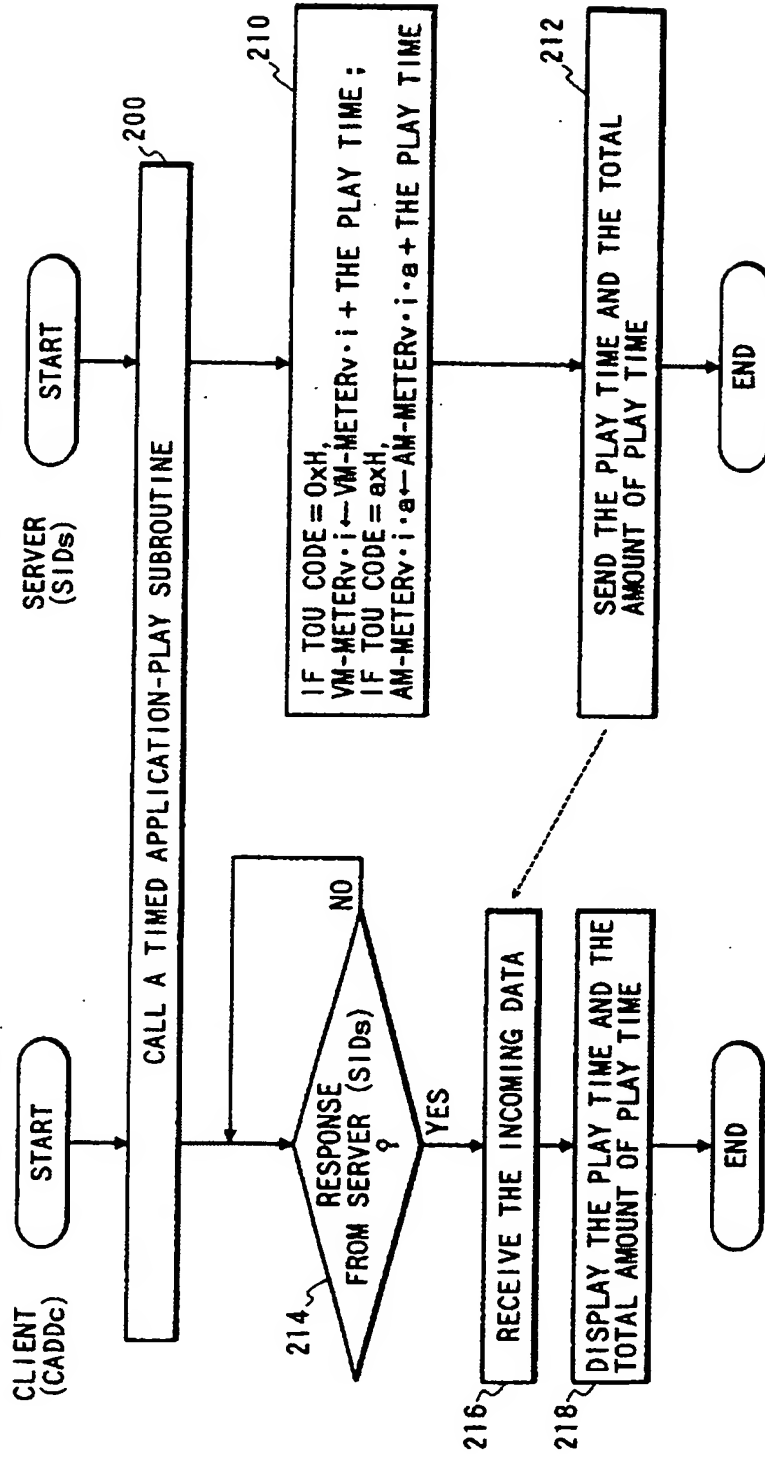 CLIENT
(CADDc)
START
SERVER
(SIDs)
START
200
CALL A TIMED APPLICATION-PLAY SUBROUTINE
210
IF TOU CODE=0xH,
VM-METERv·i←VM-METERv·i+THE PLAY TIME;
IF TOU CODE=axH,
AM-METERv·i·a←AM-METERv·i·a+THE PLAY TIME
214
RESPONSE
FROM SERVER (SIDs)
?
NO
YES
212
SEND THE PLAY TIME AND THE TOTAL
AMOUNT OF PLAY TIME
216
RECEIVE THE INCOMING DATA
218
DISPLAY THE PLAY TIME AND THE
TOTAL AMOUNT OF PLAY TIME
END
END